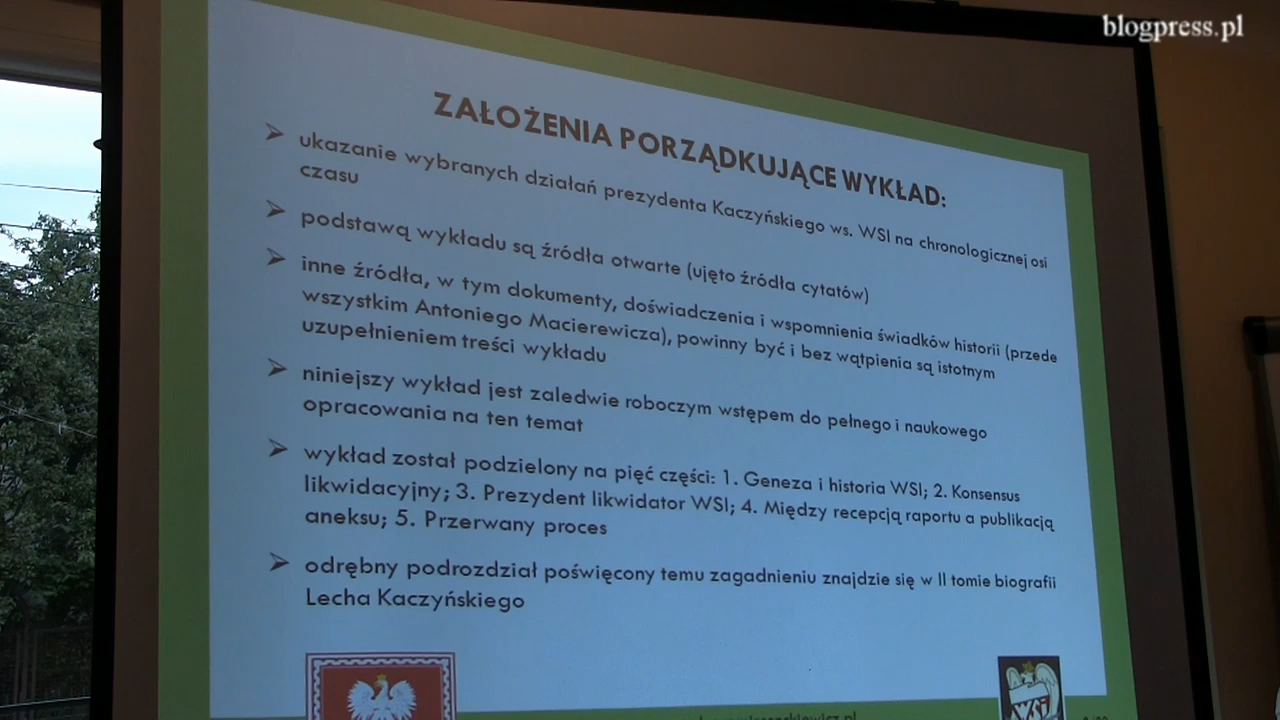 blogpress.pl
ZAŁOŻENIA PORZĄDKUJĄCE WYKŁAD:
➢ ukazanie wybranych działań prezydenta Kaczyńskiego ws. WSI na chronologicznej osi
czasu
➢ podstawą wykładu są źródła otwarte (ujęto źródła cytatów)
➢ inne źródła, w tym dokumenty, doświadczenia i wspomnienia świadków historii (przede
wszystkim Antoniego Macierewicza), powinny być i bez wątpienia są istotnym
uzupełnieniem treści wykładu
➢ niniejszy wykład jest zaledwie roboczym wstępem do pełnego i naukowego
opracowania na ten temat
➢ wykład został podzielony na pięć części: 1. Geneza i historia WSI; 2. Konsensus
likwidacyjny; 3. Prezydent likwidator WSI; 4. Między recepcją raportu a publikacją
aneksu; 5. Przerwany proces
➢ odrębny podrozdział poświęcony temu zagadnieniu znajdzie się w II tomie biografii
Lecha Kaczyńskiego
WSI